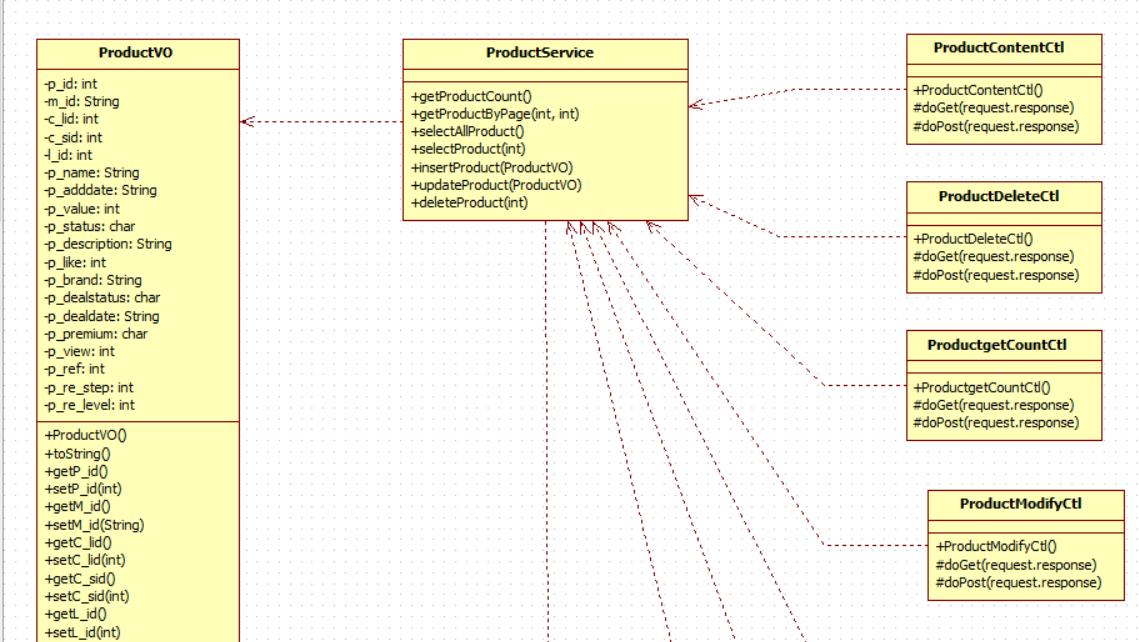 ProductVO
-p_id: int
-m_id: String
-c_lid: int
-c_sid: int
-l_id: int
-p_name: String
-p_adddate: String
-p_value: int
-p_status: char
-p_description: String
-p_like: int
-p_brand: String
-p_dealstatus: char
-p_dealdate: String
-p_premium: char
-p_view: int
-p_ref: int
-p_re_step: int
-p_re_level: int
+ProductVO()
+toString()
+getP_id()
+setP_id(int)
+getM_id()
+setM_id(String)
+getC_lid()
+setC_lid(int)
+getC_sid()
+setC_sid(int)
+getL_id()
+setL_id(int)
ProductService
+getProductCount()
+getProductByPage(int, int)
+selectAllProduct()
+selectProduct(int)
+insertProduct(ProductVO)
+updateProduct(ProductVO)
+deleteProduct(int)
ProductContentCtl
+ProductContentCtl()
#doGet(request.response)
#doPost(request.response)
ProductDeleteCtl
+ProductDeleteCtl()
#doGet(request.response)
#doPost(request.response)
ProductgetCountCtl
+ProductgetCountCtl()
#doGet(request.response)
#doPost(request.response)
ProductModifyCtl
+ProductModifyCtl()
#doGet(request.response)
#doPost(request.response)